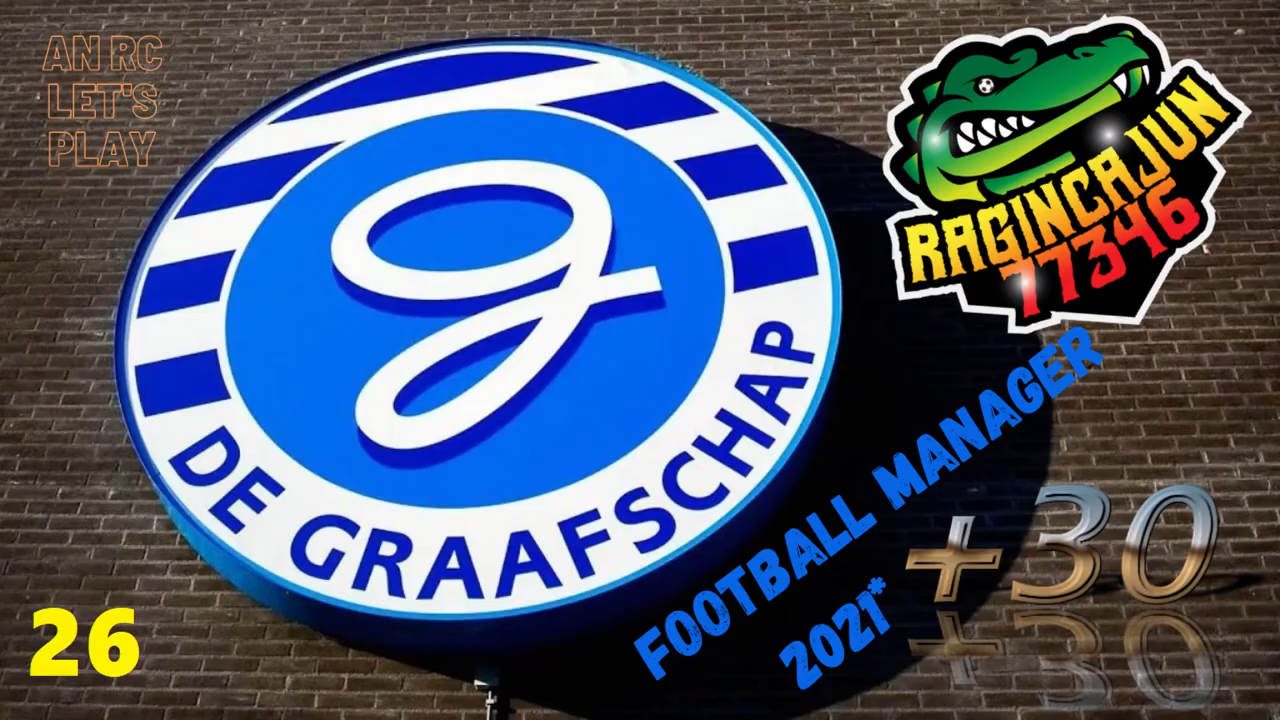 AN RC
LET'S
PLAY
RAGINCAJUN
77346
g
DE GRAAFSCHAP
FOOTBALL MANAGER
2021*
+30
26